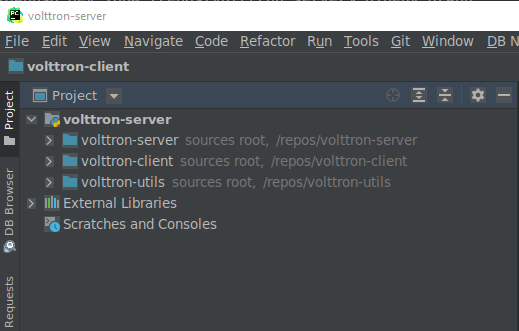 volttron-server
File Edit View Navigate Code Refactor Run Tools Git Window DB N
volttron-client
Project
Project
volttron-server
volttron-server sources root, /repos/volttron-server
volttron-client sources root, /repos/volttron-client
volttron-utils sources root, /repos/volttron-utils
External Libraries
Scratches and Consoles
DB Browser
Requests